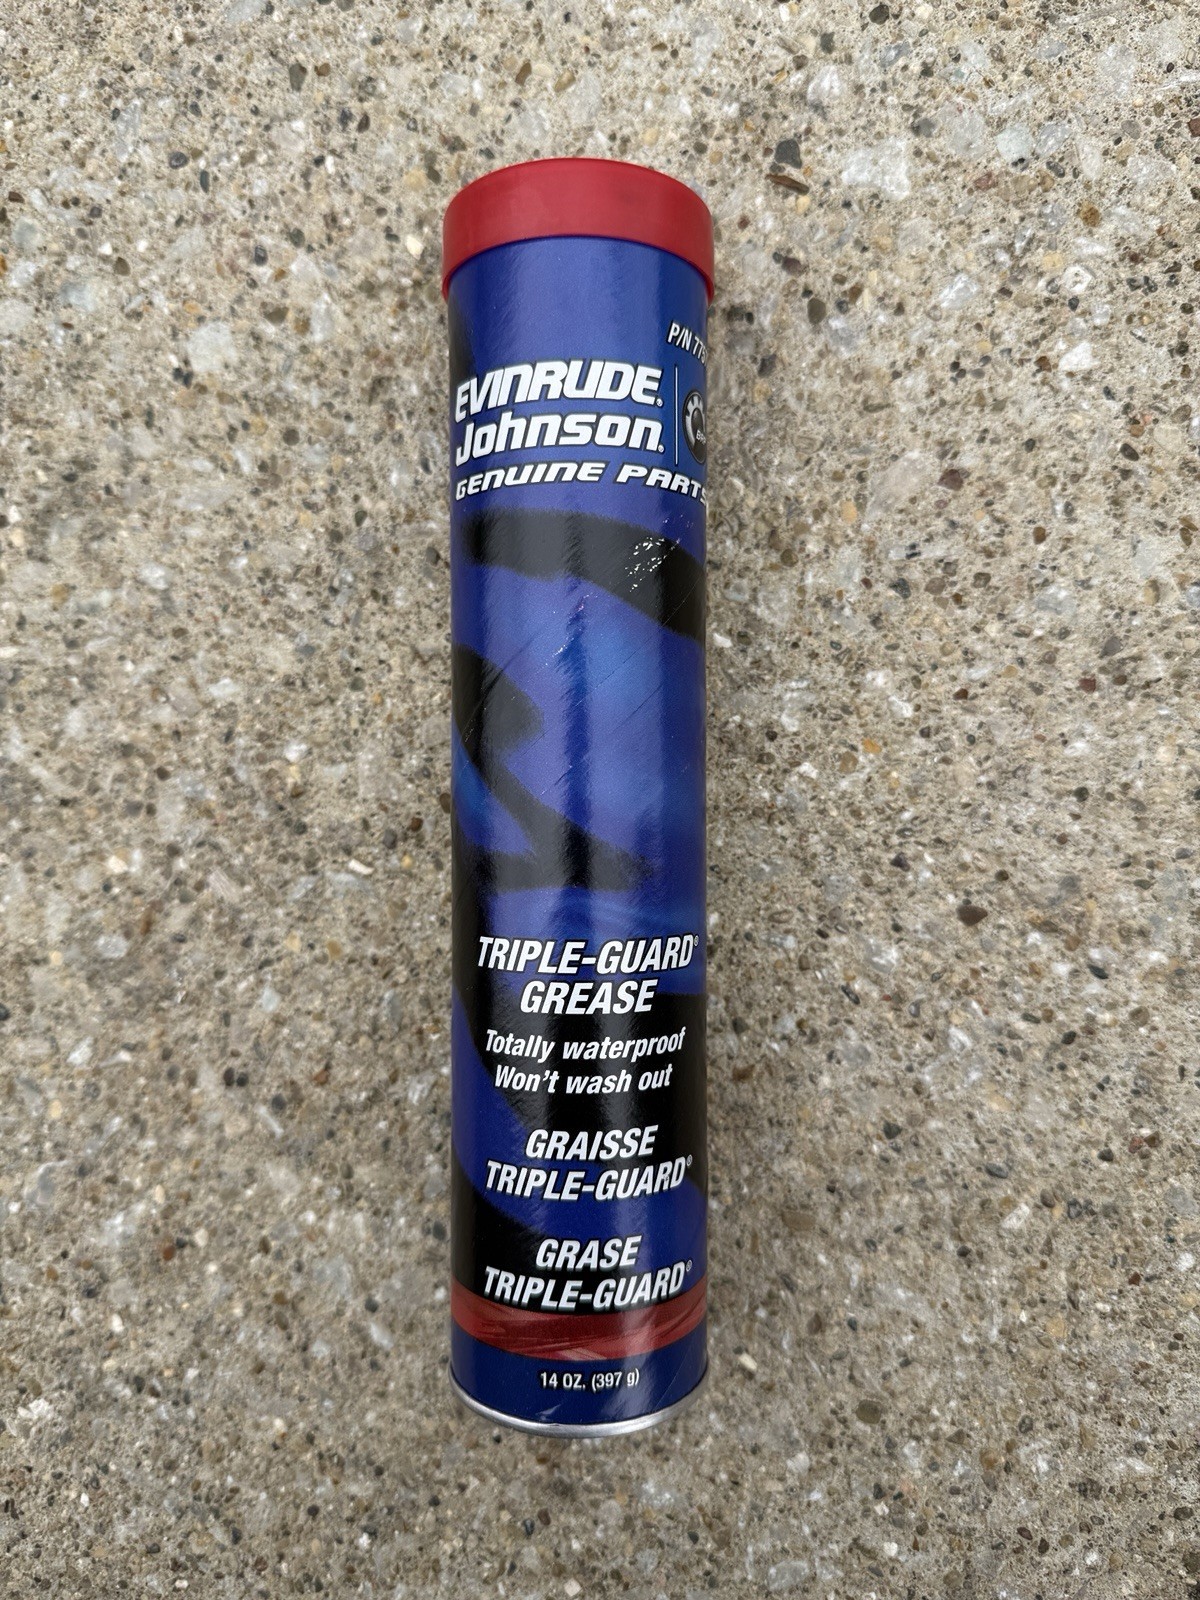 P/N 775
EVINRUDE®
Johnson®
GENUINE PARTS
TRIPLE-GUARD®
GREASE
Totally waterproof
Won't wash out
GRAISSE
TRIPLE-GUARD®
GRASE
TRIPLE-GUARD®
14 OZ. (397 g)